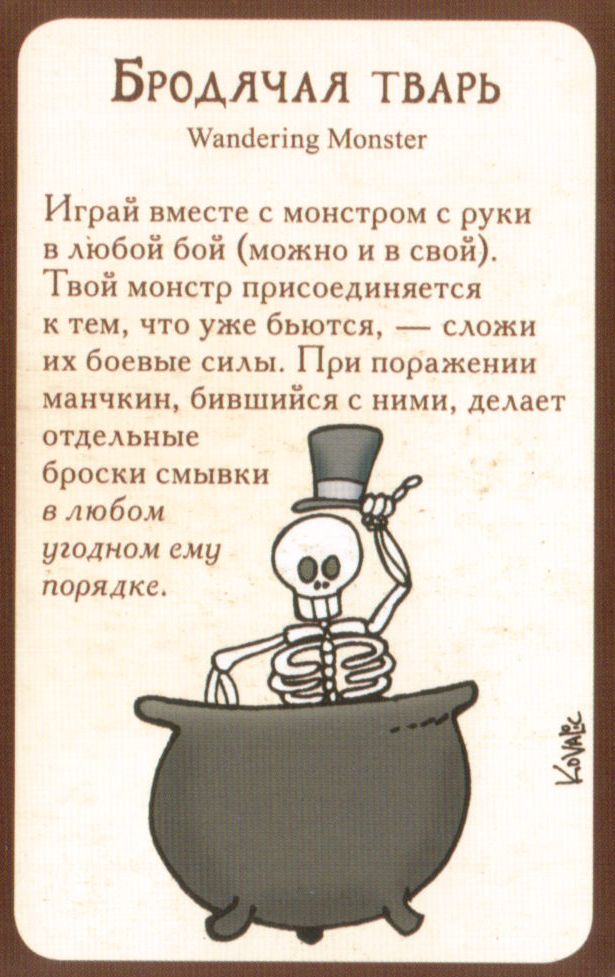 Бродячая тварь
Wandering Monster
Играй вместе с монстром с руки
в любой бой (можно и в свой).
Твой монстр присоединяется
к тем, что уже бьются, — сложи
их боевые силы. При поражении
манчкин, бившийся с ними, делает
отдельные
броски смывки
в любом
угодном ему
порядке.
Kovalic